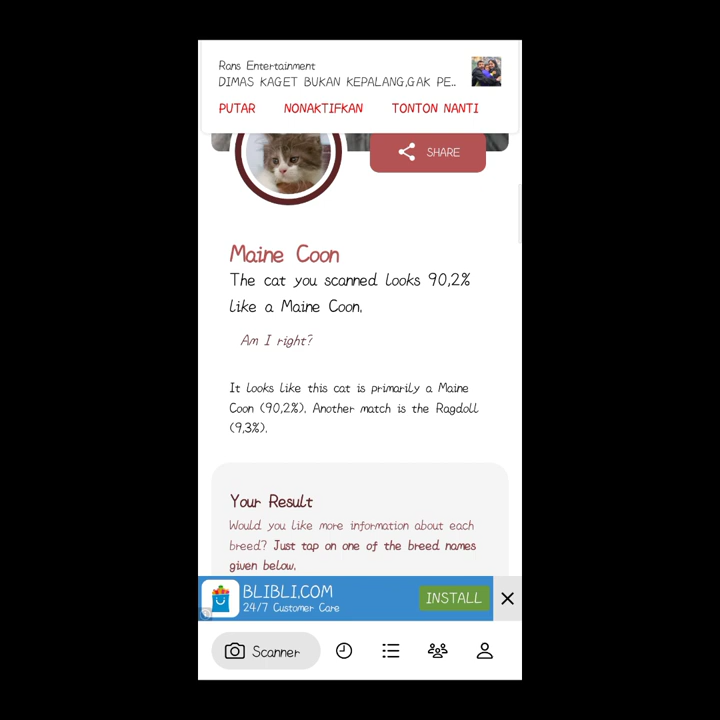 Rans Entertainment
DIMAS KAGET BUKAN KEPALANG,GAK PE..
PUTAR NONAKTIFKAN TONTON NANTI
SHARE
Maine Coon
The cat you scanned looks 90,2%
like a Maine Coon.
Am I right?
It looks like this cat is primarily a Maine
Coon (90,2%). Another match is the Ragdoll
(9,3%).
Your Result
Would you like more information about each
breed? Just tap on one of the breed names
given below.
BLIBLI.COM
24/7 Customer Care
INSTALL
Scanner